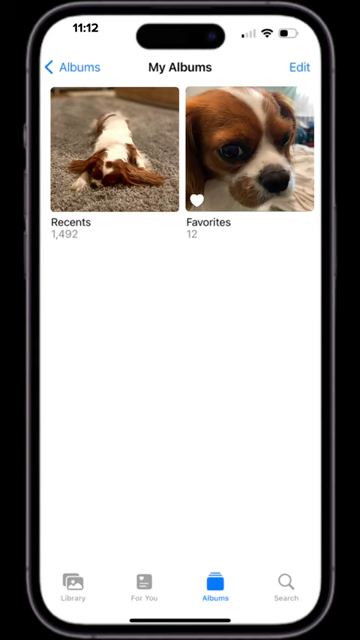 11:12
Albums
My Albums
Edit
Recents
1,492
Favorites
12
Library
For You
Albums
Search